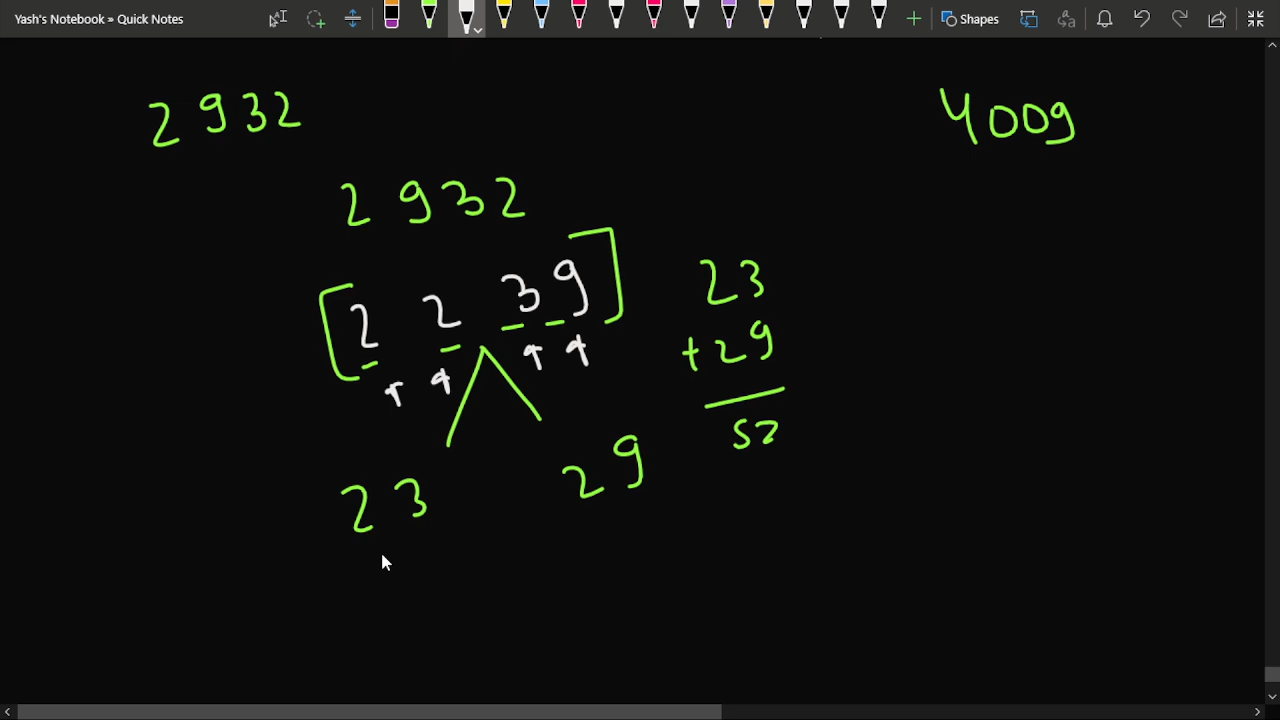 Yash's Notebook » Quick Notes
Shapes
2932
4009
2932
[2 2 3 9]
23
+29
52
23
29